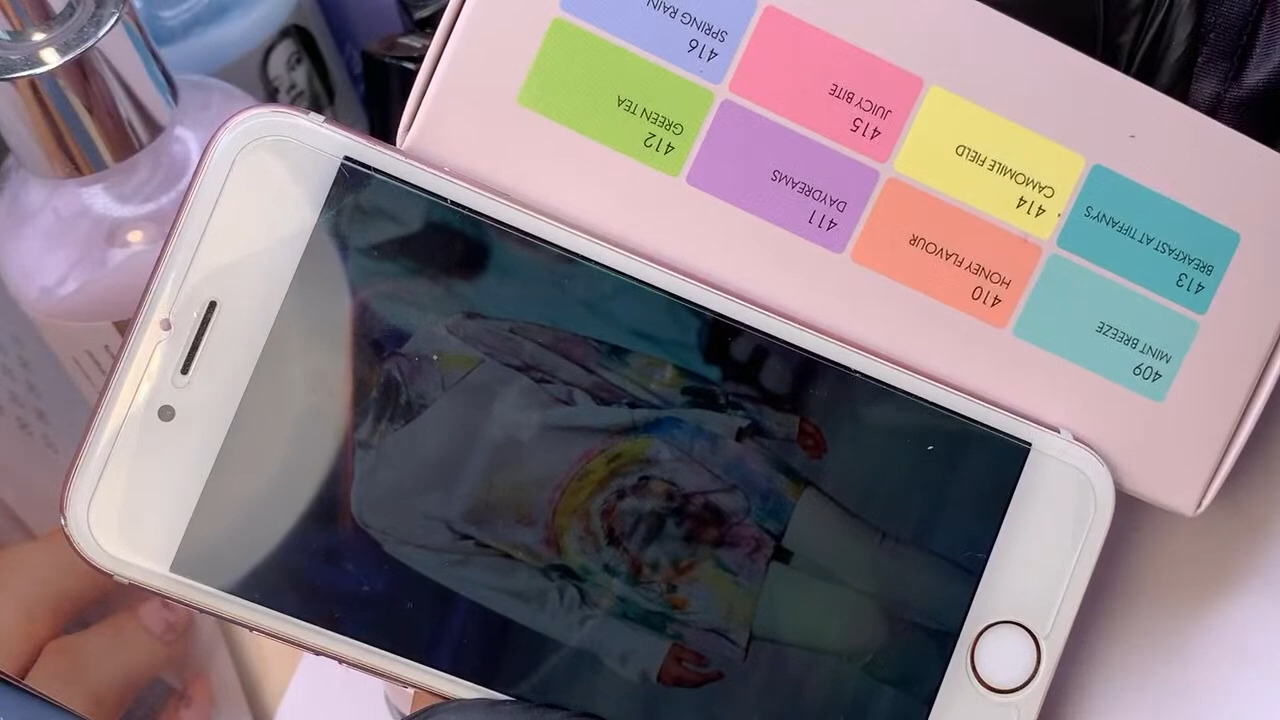 409
MINT BREEZE
410
HONEY FLAVOUR
411
DAYDREAMS
412
GREEN TEA
413
BREAKFAST AT TIFFANY'S
414
CAMOMILE FIELD
415
JUICY BITE
416
SPRING RAIN